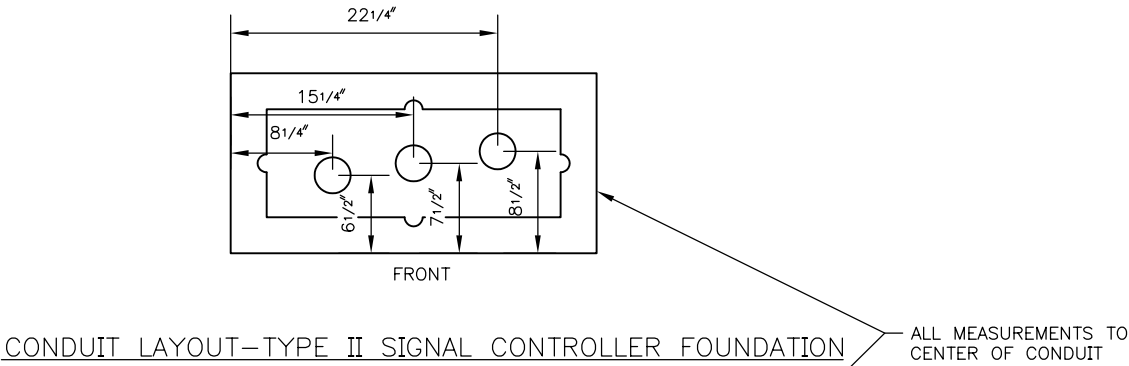 22 1/4"
15 1/4"
8 1/4"
6 1/2"
7 1/2"
8 1/2"
FRONT
CONDUIT LAYOUT-TYPE II SIGNAL CONTROLLER FOUNDATION
ALL MEASUREMENTS TO
CENTER OF CONDUIT